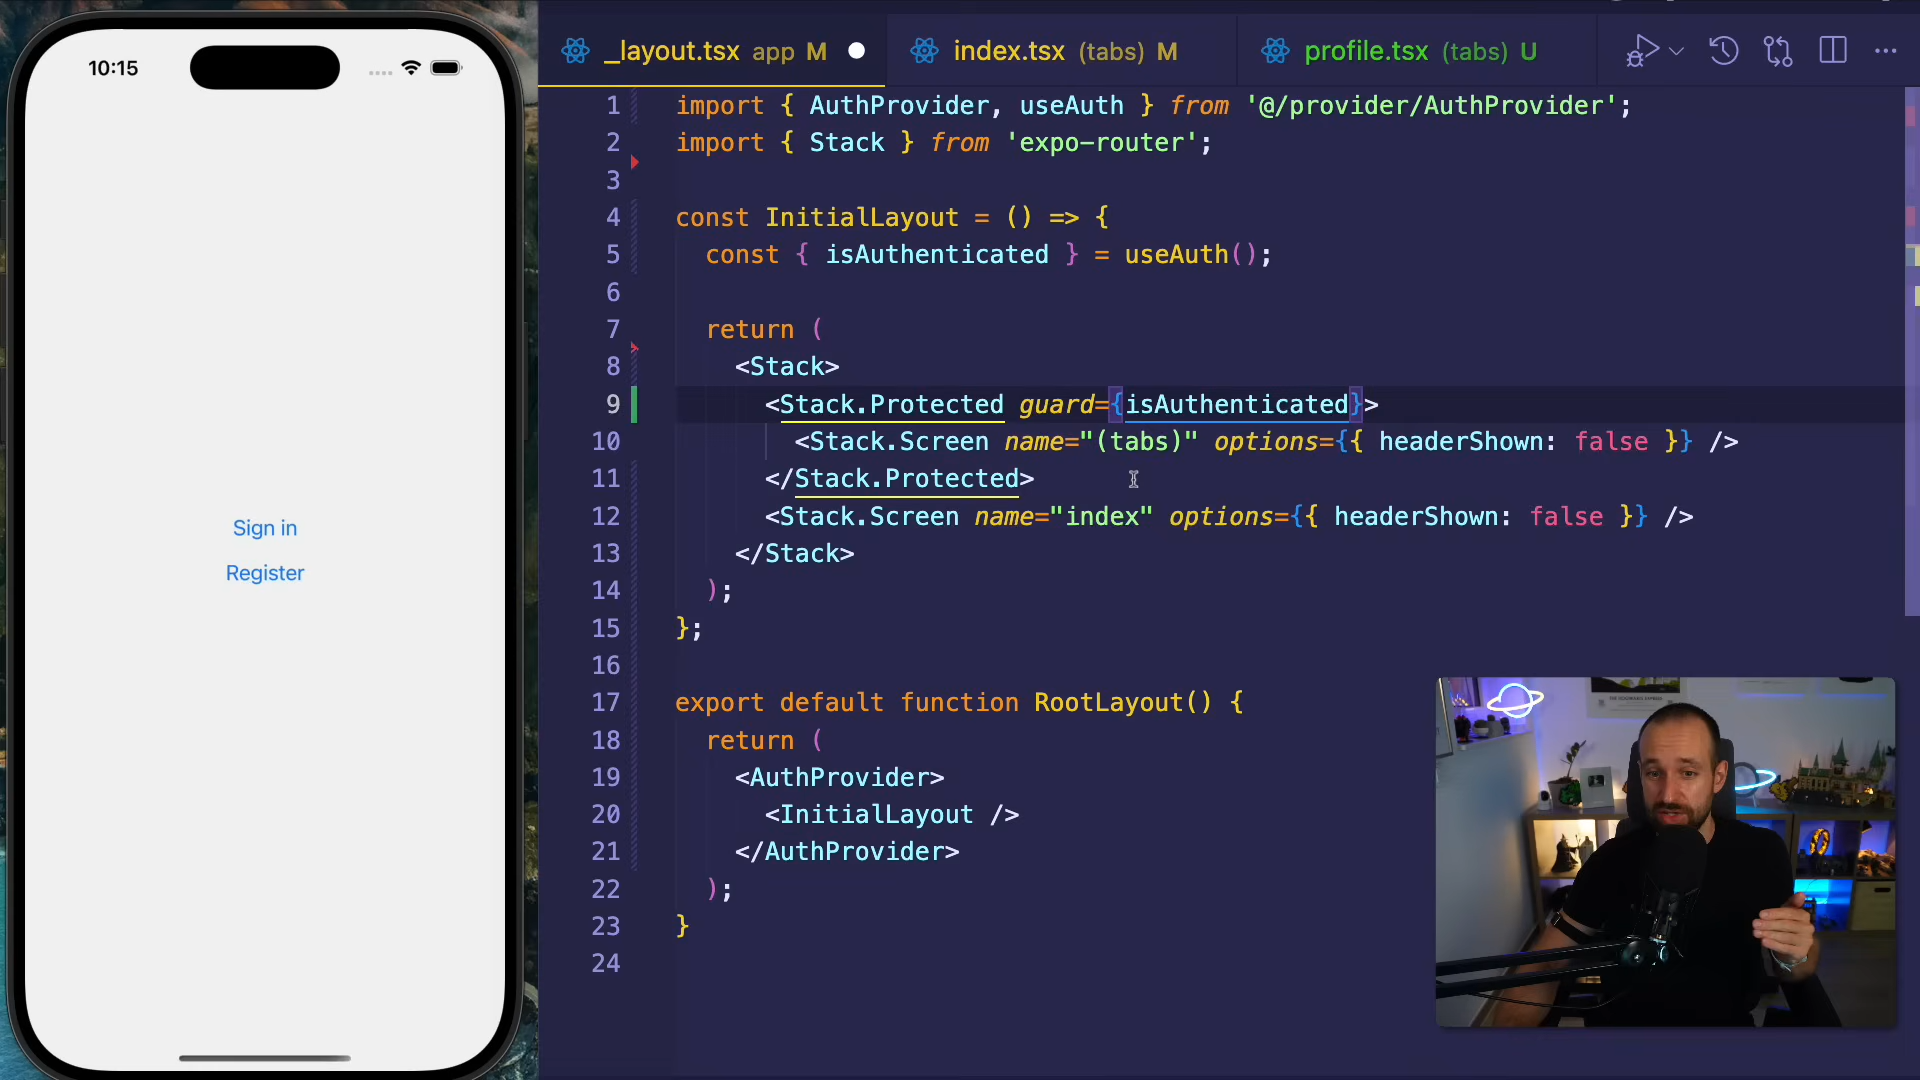 10:15
Sign in
Register
_layout.tsx app M
index.tsx (tabs) M
profile.tsx (tabs) U
1 import { AuthProvider, useAuth } from '@/provider/AuthProvider';
2 import { Stack } from 'expo-router';
3
4 const InitialLayout = () => {
5 const { isAuthenticated } = useAuth();
6
7 return (
8 <Stack>
9 <Stack.Protected guard={isAuthenticated}>
10 <Stack.Screen name="(tabs)" options={{ headerShown: false }} />
11 </Stack.Protected>
12 <Stack.Screen name="index" options={{ headerShown: false }} />
13 </Stack>
14 );
15 };
16
17 export default function RootLayout() {
18 return (
19 <AuthProvider>
20 <InitialLayout />
21 </AuthProvider>
22 );
23 }
24